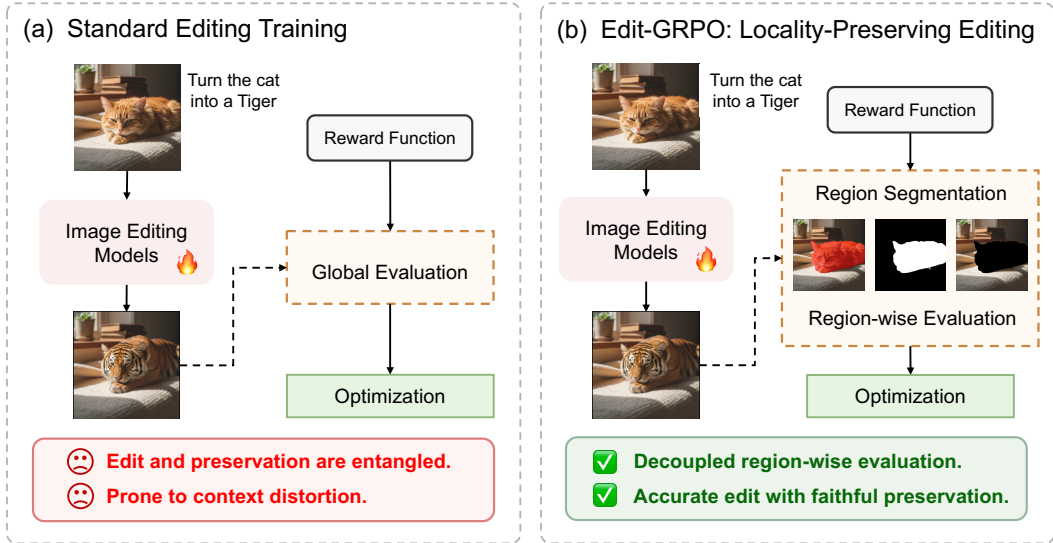 (a) Standard Editing Training
Turn the cat
into a Tiger
Reward Function
Image Editing
Models
Global Evaluation
Optimization
Edit and preservation are entangled.
Prone to context distortion.
(b) Edit-GRPO: Locality-Preserving Editing
Turn the cat
into a Tiger
Reward Function
Image Editing
Models
Region Segmentation
Region-wise Evaluation
Optimization
Decoupled region-wise evaluation.
Accurate edit with faithful preservation.